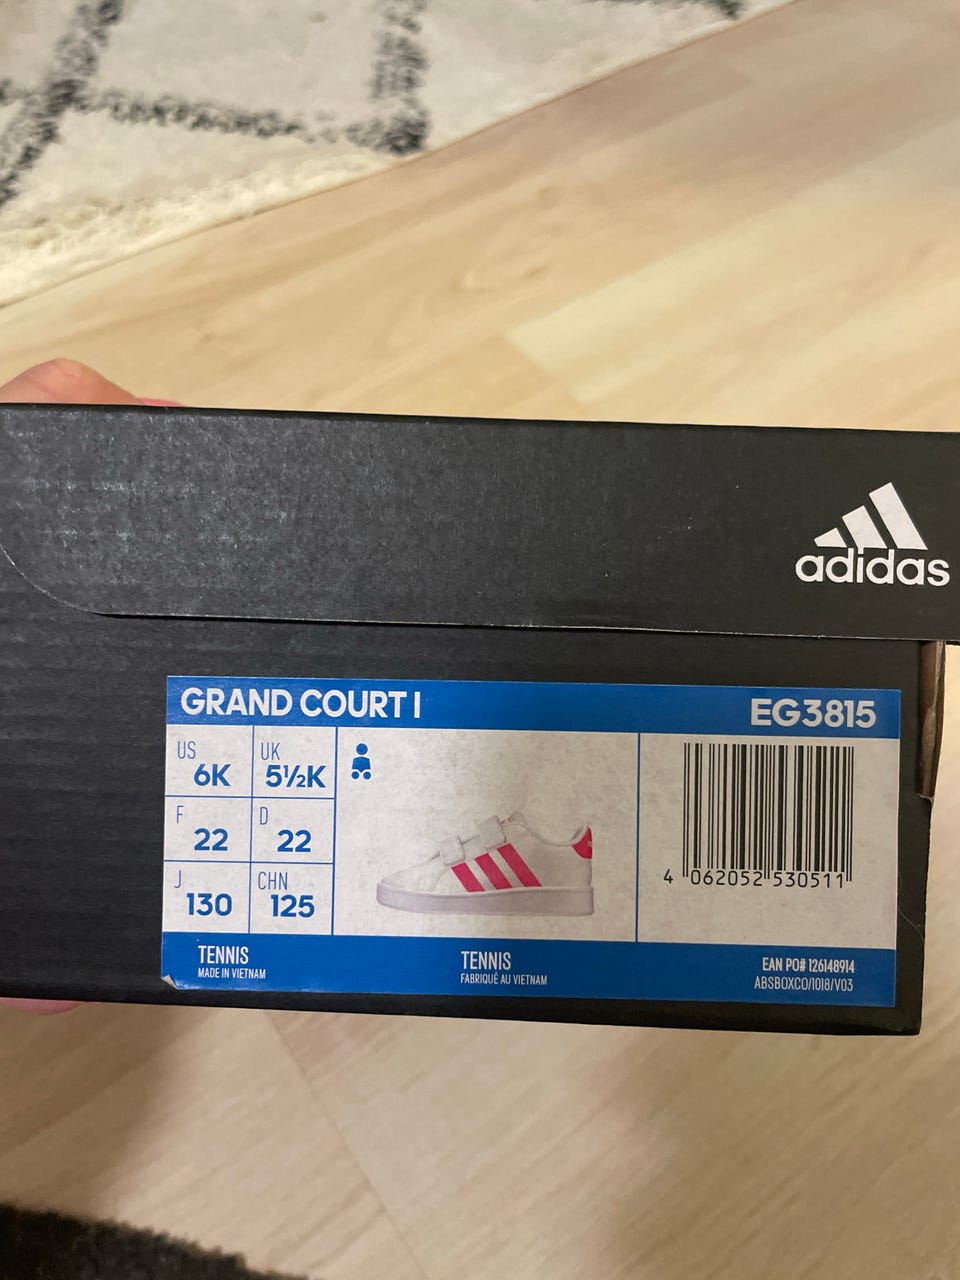 adidas
GRAND COURT I
EG3815
US
6K
UK
5½K
F
22
D
22
J
130
CHN
125
4 062052 530511
TENNIS
MADE IN VIETNAM
TENNIS
FABRIQUÉ AU VIETNAM
EAN PO# 126148914
ABSBOXCO/1018/V03